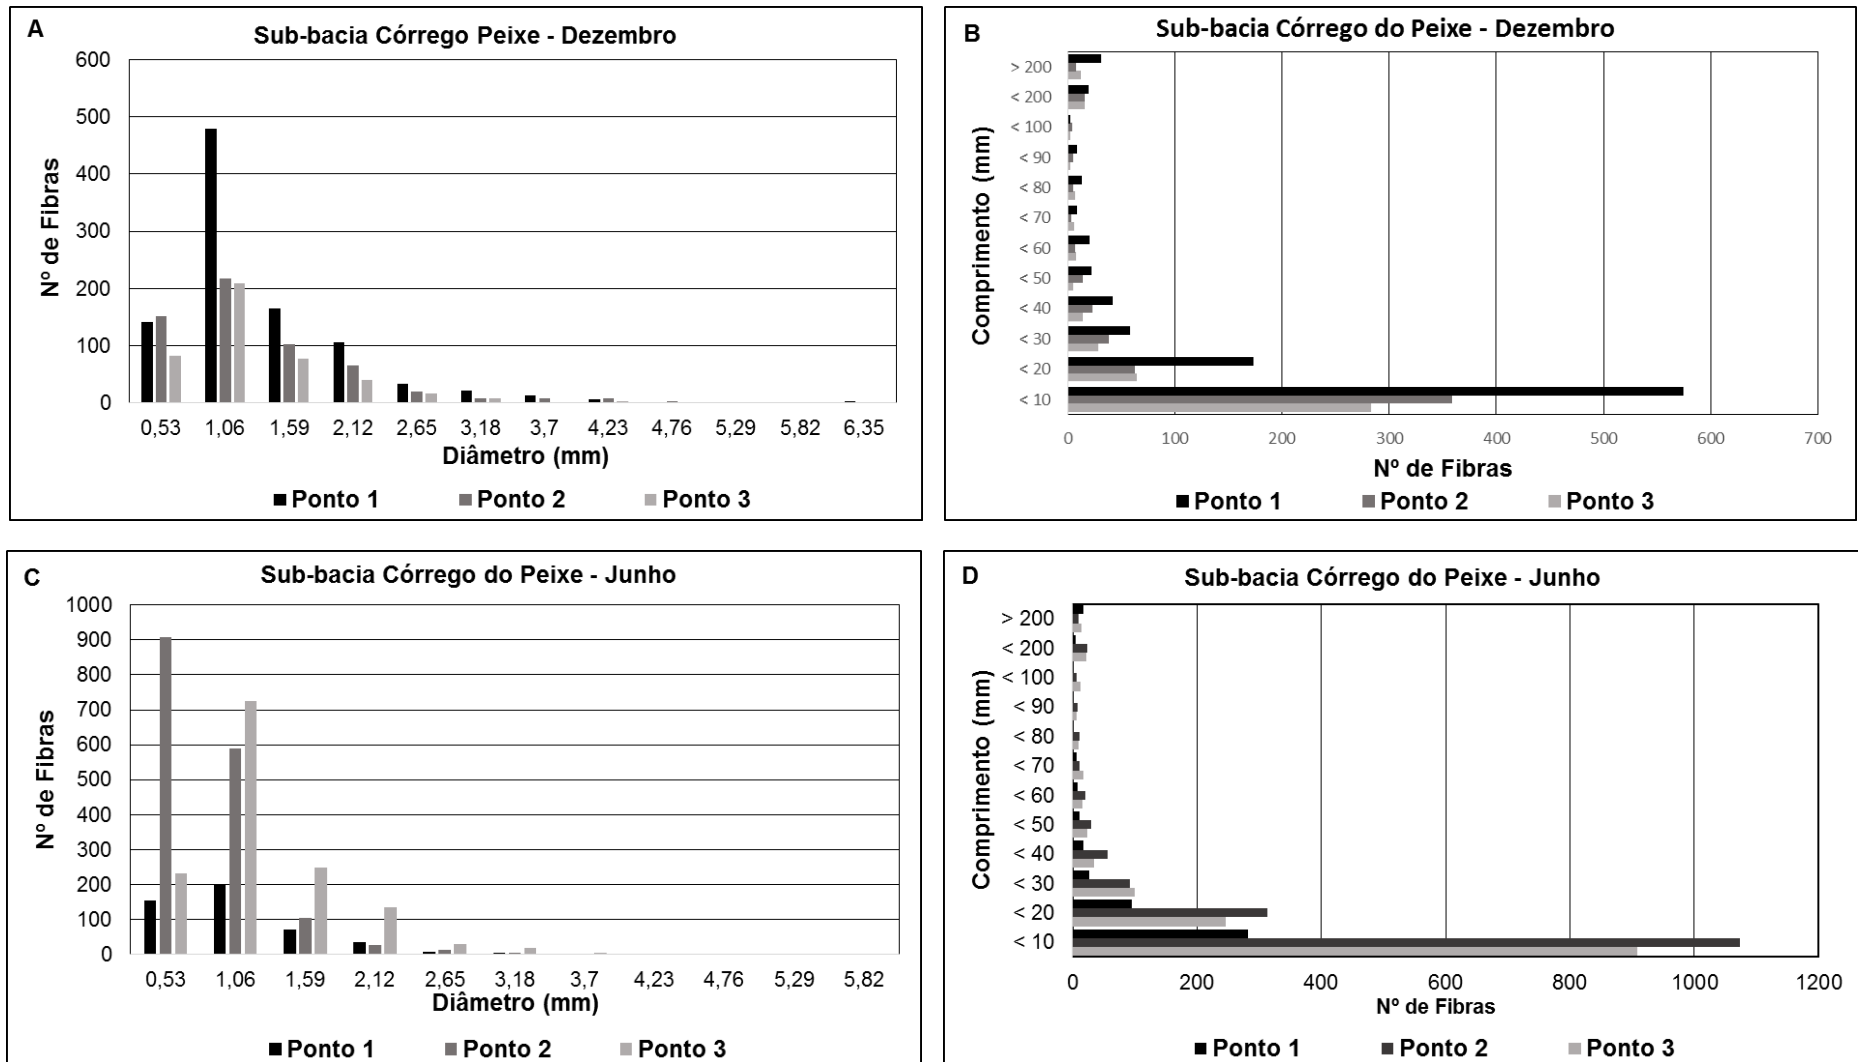 A
Sub-bacia Córrego Peixe - Dezembro
600
500
400
300
200
100
0
Nº de Fibras
0,53 1,06 1,59 2,12 2,65 3,18 3,7 4,23 4,76 5,29 5,82 6,35
Diâmetro (mm)
Ponto 1 Ponto 2 Ponto 3
B
Sub-bacia Córrego do Peixe - Dezembro
Comprimento (mm)
> 200
< 200
< 100
< 90
< 80
< 70
< 60
< 50
< 40
< 30
< 20
< 10
0 100 200 300 400 500 600 700
Nº de Fibras
Ponto 1 Ponto 2 Ponto 3
C
Sub-bacia Córrego do Peixe - Junho
1000
900
800
700
600
500
400
300
200
100
0
Nº de Fibras
0,53 1,06 1,59 2,12 2,65 3,18 3,7 4,23 4,76 5,29 5,82
Diâmetro (mm)
Ponto 1 Ponto 2 Ponto 3
D
Sub-bacia Córrego do Peixe - Junho
Comprimento (mm)
> 200
< 200
< 100
< 90
< 80
< 70
< 60
< 50
< 40
< 30
< 20
< 10
0 200 400 600 800 1000 1200
Nº de Fibras
Ponto 1 Ponto 2 Ponto 3